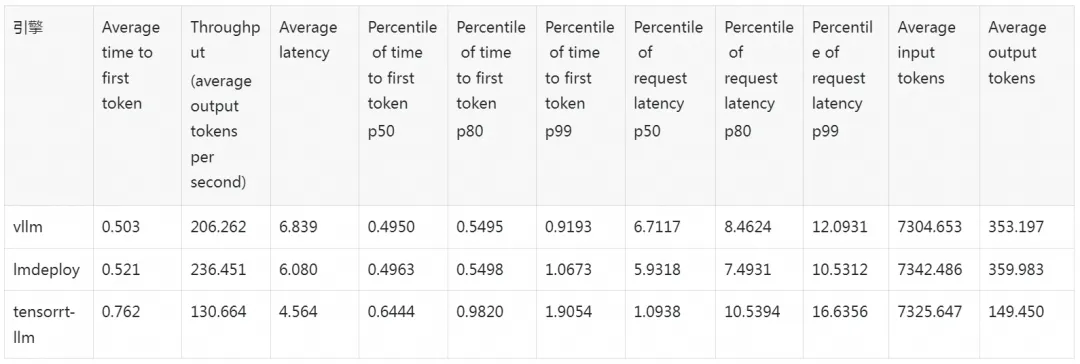 引擎 Average time to first token Throughput (average output tokens per second) Average latency Percentile of time to first token p50 Percentile of time to first token p80 Percentile of time to first token p99 Percentile of request latency p50 Percentile of request latency p80 Percentile of request latency p99 Average input tokens Average output tokens
vllm 0.503 206.262 6.839 0.4950 0.5495 0.9193 6.7117 8.4624 12.0931 7304.653 353.197
lmdeploy 0.521 236.451 6.080 0.4963 0.5498 1.0673 5.9318 7.4931 10.5312 7342.486 359.983
tensorrt-llm 0.762 130.664 4.564 0.6444 0.9820 1.9054 1.0938 10.5394 16.6356 7325.647 149.450